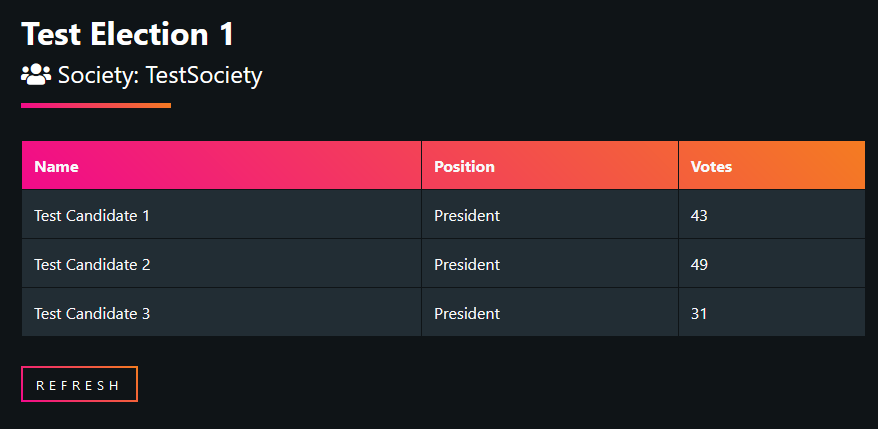 Test Election 1
Society: TestSociety
Name Position Votes
Test Candidate 1 President 43
Test Candidate 2 President 49
Test Candidate 3 President 31
REFRESH